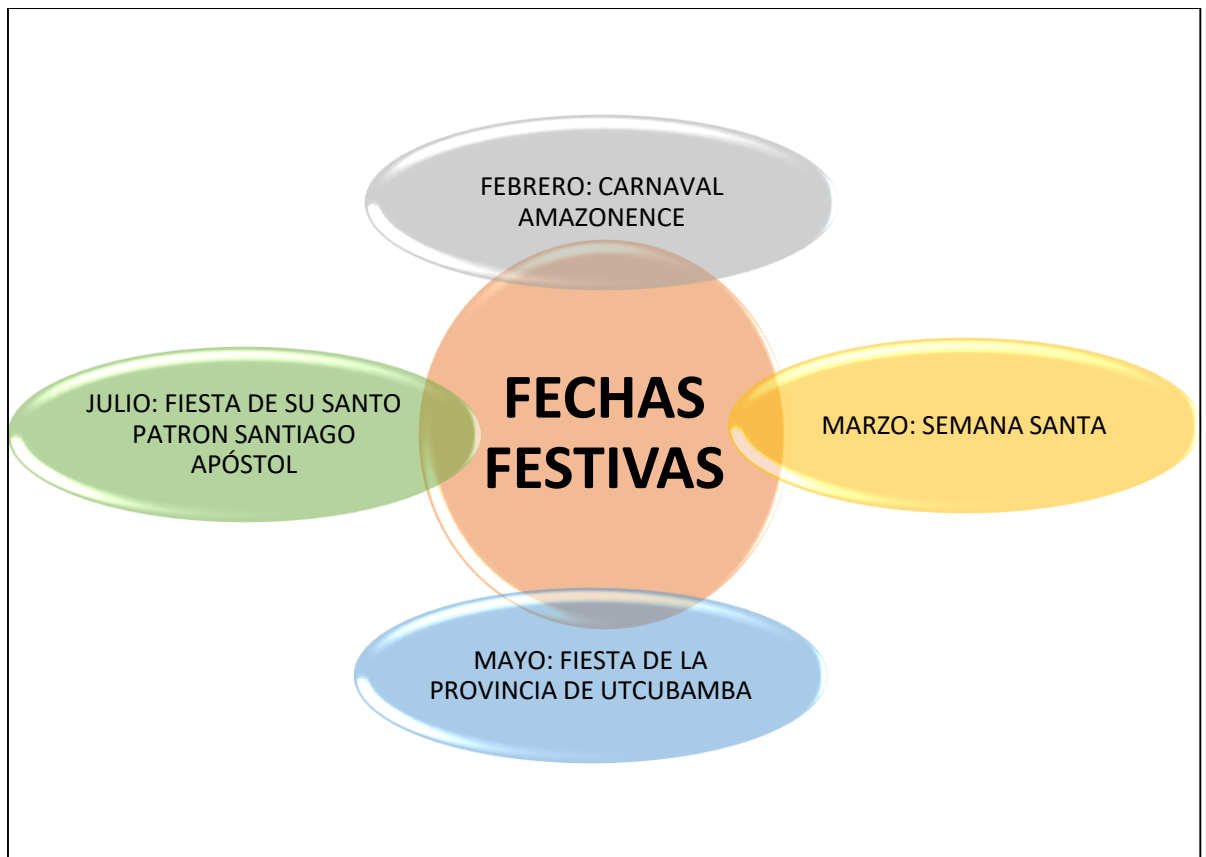 FEBRERO: CARNAVAL
AMAZONENCE
FECHAS
FESTIVAS
MARZO: SEMANA SANTA
MAYO: FIESTA DE LA
PROVINCIA DE UTCUBAMBA
JULIO: FIESTA DE SU SANTO
PATRON SANTIAGO
APÓSTOL